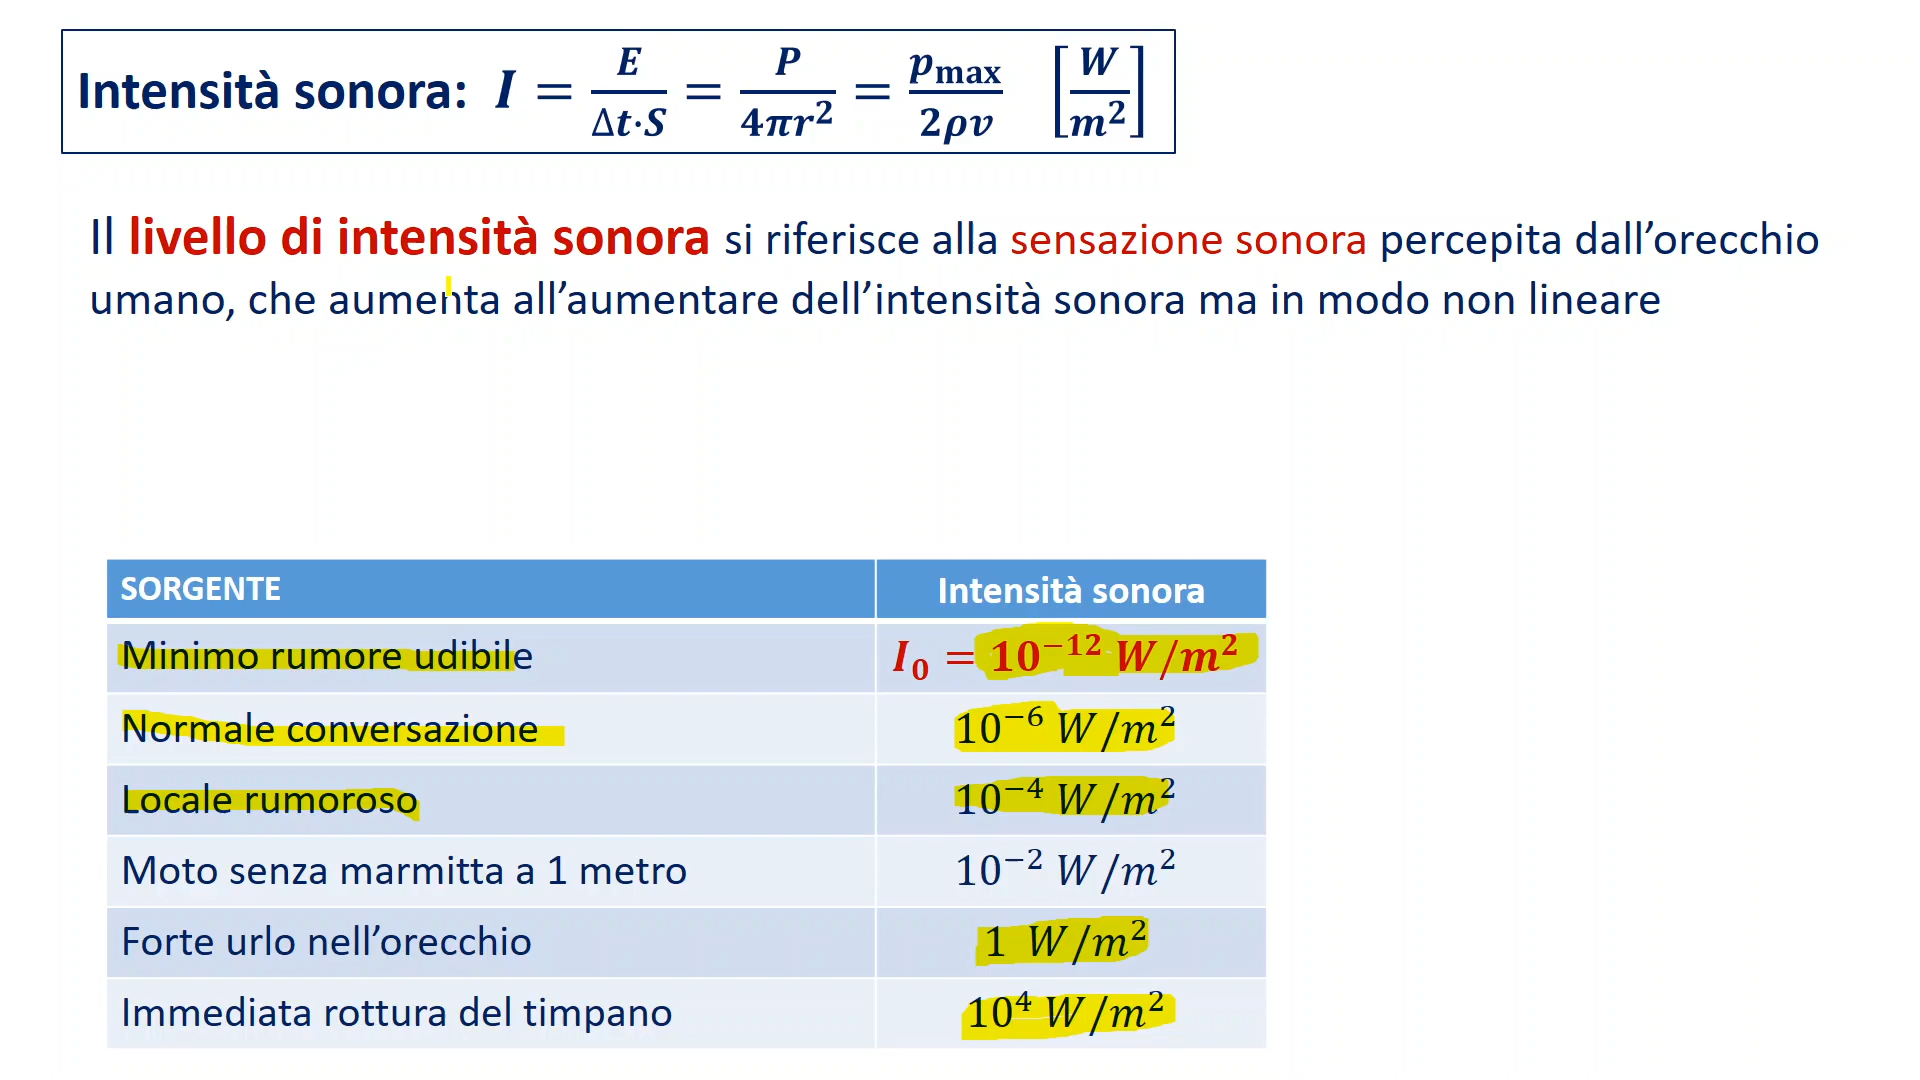 Intensità sonora: I = E / Δt·S = P / 4πr² = p_max / 2ρv [W / m²]
Il livello di intensità sonora si riferisce alla sensazione sonora percepita dall’orecchio
umano, che aumenta all’aumentare dell’intensità sonora ma in modo non lineare
SORGENTE Intensità sonora
Minimo rumore udibile I₀ = 10⁻¹² W/m²
Normale conversazione 10⁻⁶ W/m²
Locale rumoroso 10⁻⁴ W/m²
Moto senza marmitta a 1 metro 10⁻² W/m²
Forte urlo nell’orecchio 1 W/m²
Immediata rottura del timpano 10⁴ W/m²